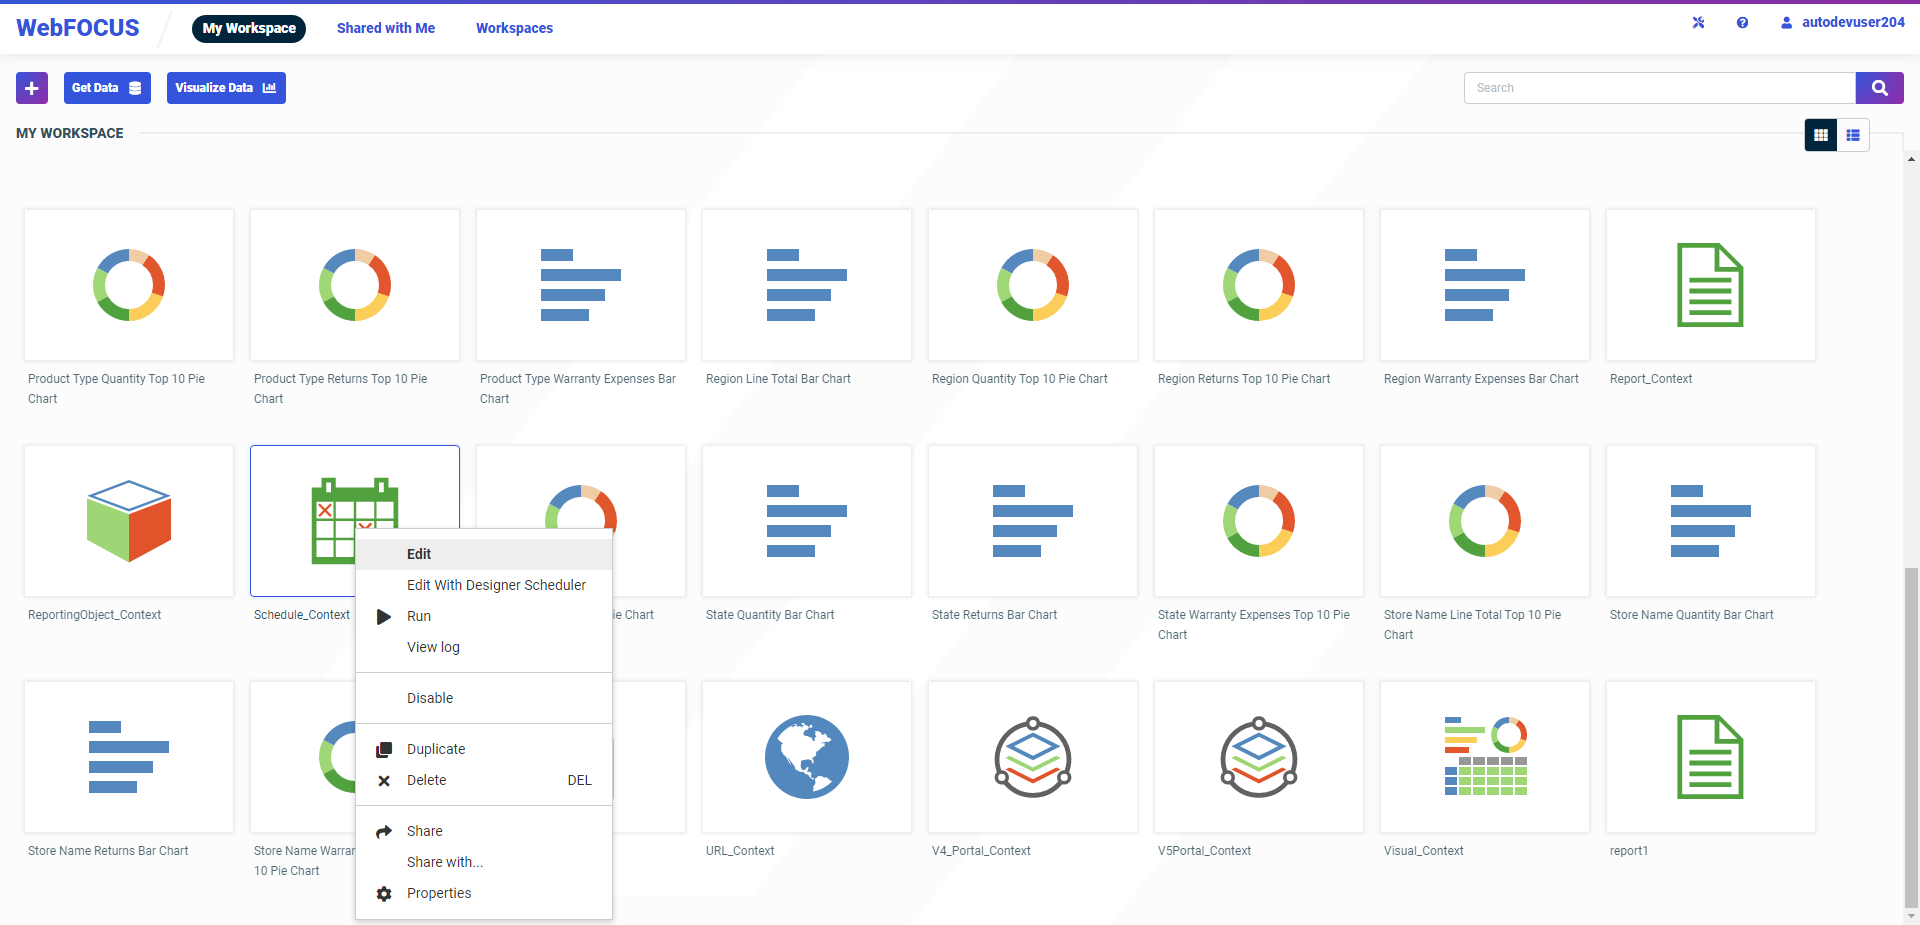 WebFOCUS
My Workspace
Shared with Me
Workspaces
autodevuser204
Get Data
Visualize Data
Search
MY WORKSPACE
Product Type Quantity Top 10 Pie
Chart
Product Type Returns Top 10 Pie
Chart
Product Type Warranty Expenses Bar
Chart
Region Line Total Bar Chart
Region Quantity Top 10 Pie Chart
Region Returns Top 10 Pie Chart
Region Warranty Expenses Bar Chart
Report_Context
ReportingObject_Context
Schedule_Context
ie Chart
State Quantity Bar Chart
State Returns Bar Chart
State Warranty Expenses Top 10 Pie
Chart
Store Name Line Total Top 10 Pie
Chart
Store Name Quantity Bar Chart
Edit
Edit With Designer Scheduler
Run
View log
Disable
Duplicate
Delete DEL
Share
Share with...
Properties
Store Name Returns Bar Chart
Store Name Warrar
10 Pie Chart
URL_Context
V4_Portal_Context
V5Portal_Context
Visual_Context
report1